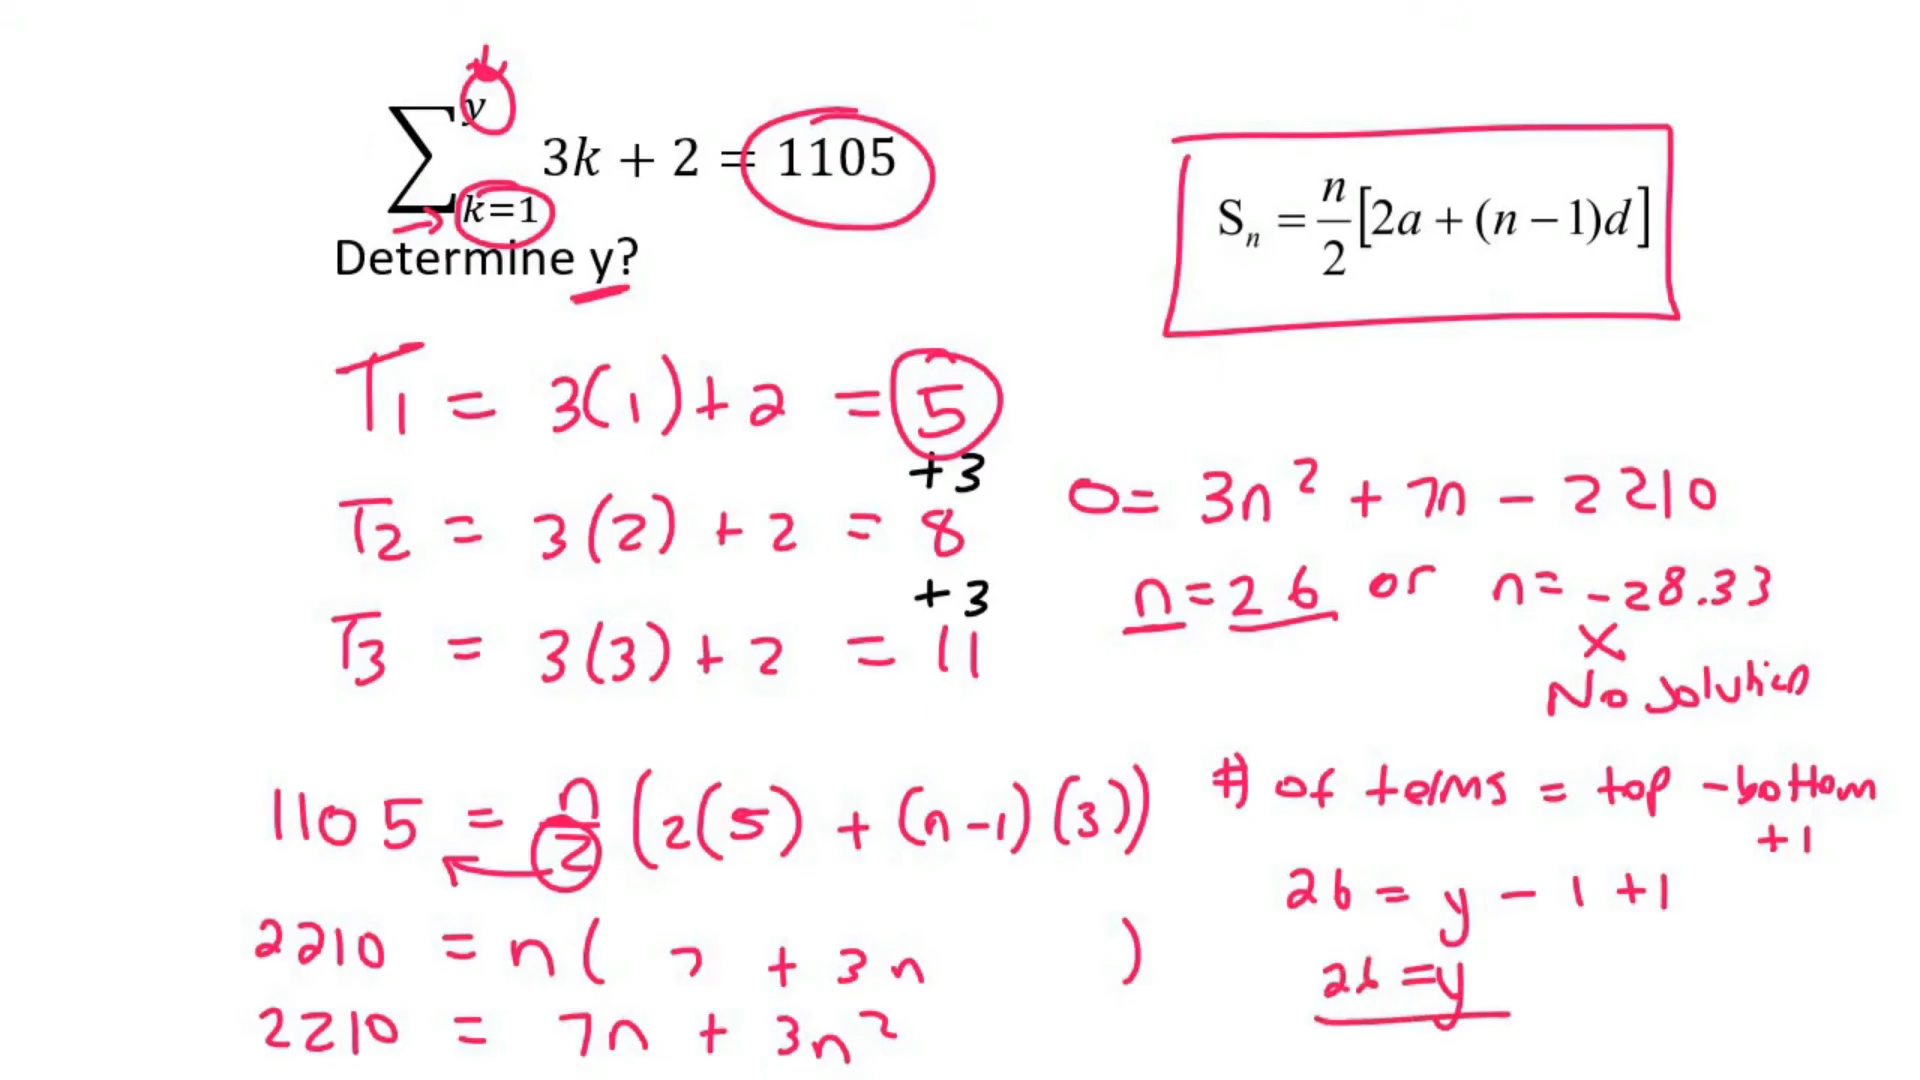 y
∑ 3k + 2 = 1105
k=1
Determine y?
Sₙ = n/2 [2a + (n − 1)d]
T1 = 3(1) + 2 = 5
+3
T2 = 3(2) + 2 = 8
+3
T3 = 3(3) + 2 = 11
1105 = n/2 (2(5) + (n-1)(3))
2210 = n( 7 + 3n )
2210 = 7n + 3n²
0 = 3n² + 7n - 2210
n = 26 or n = -28.33
X
No solution
# of terms = top - bottom
+1
26 = y - 1 + 1
26 = y